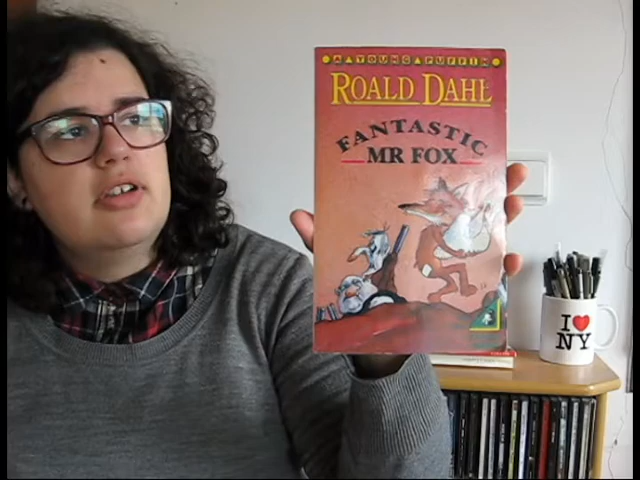 A YOUNG PUFFIN
ROALD DAHL
FANTASTIC
MR FOX
I
NY